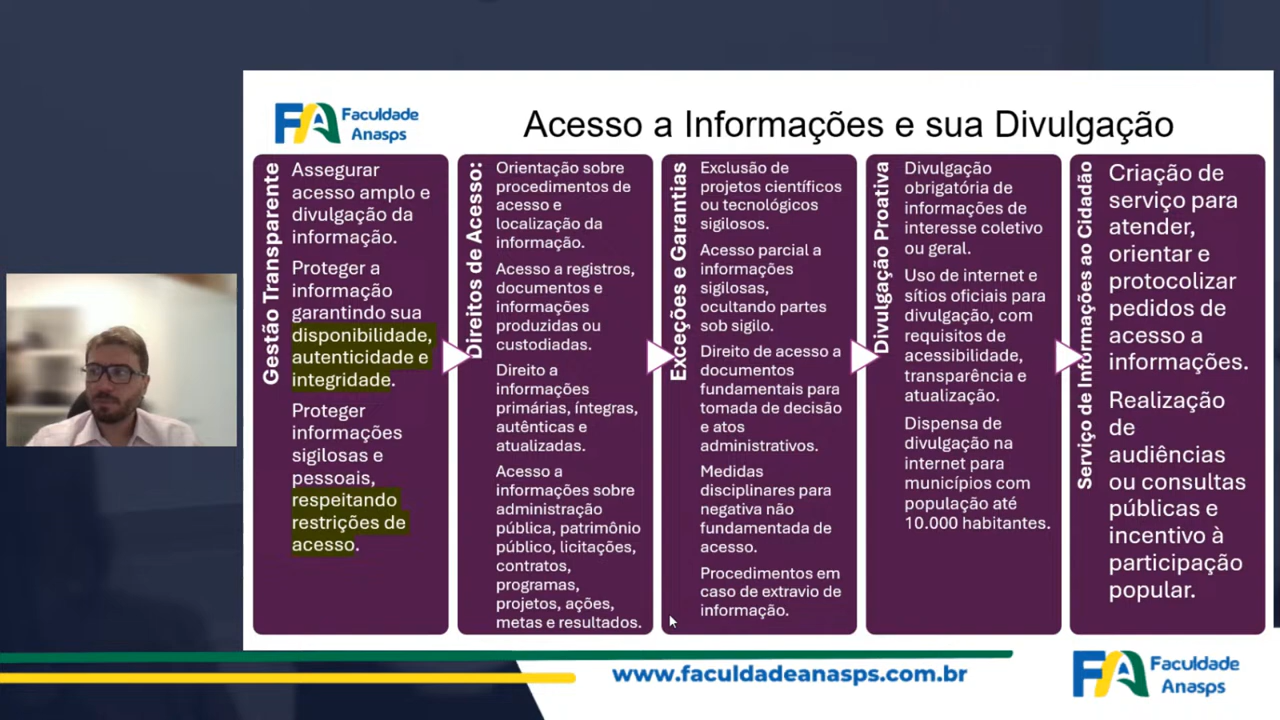 Faculdade
Anasps
Acesso a Informações e sua Divulgação
Gestão Transparente
Assegurar
acesso amplo e
divulgação da
informação.
Proteger a
informação
garantindo sua
disponibilidade,
autenticidade e
integridade.
Proteger
informações
sigilosas e
pessoais,
respeitando
restrições de
acesso.
Direitos de Acesso:
Orientação sobre
procedimentos de
acesso e
localização da
informação.
Acesso a registros,
documentos e
informações
produzidas ou
custodiadas.
Direito a
informações
primárias, íntegras,
autênticas e
atualizadas.
Acesso a
informações sobre
administração
pública, patrimônio
público, licitações,
contratos,
programas,
projetos, ações,
metas e resultados.
Exceções e Garantias
Exclusão de
projetos científicos
ou tecnológicos
sigilosos.
Acesso parcial a
informações
sigilosas,
ocultando partes
sob sigilo.
Direito de acesso a
documentos
fundamentais para
tomada de decisão
e atos
administrativos.
Medidas
disciplinares para
negativa não
fundamentada de
acesso.
Procedimentos em
caso de extravio de
informação.
Divulgação Proativa
Divulgação
obrigatória de
informações de
interesse coletivo
ou geral.
Uso de internet e
sítios oficiais para
divulgação, com
requisitos de
acessibilidade,
transparência e
atualização.
Dispensa de
divulgação na
internet para
municípios com
população até
10.000 habitantes.
Serviço de Informações ao Cidadão
Criação de
serviço para
atender,
orientar e
protocolizar
pedidos de
acesso a
informações.
Realização
de
audiências
ou consultas
públicas e
incentivo à
participação
popular.
www.faculdadeanasps.com.br
Faculdade
Anasps